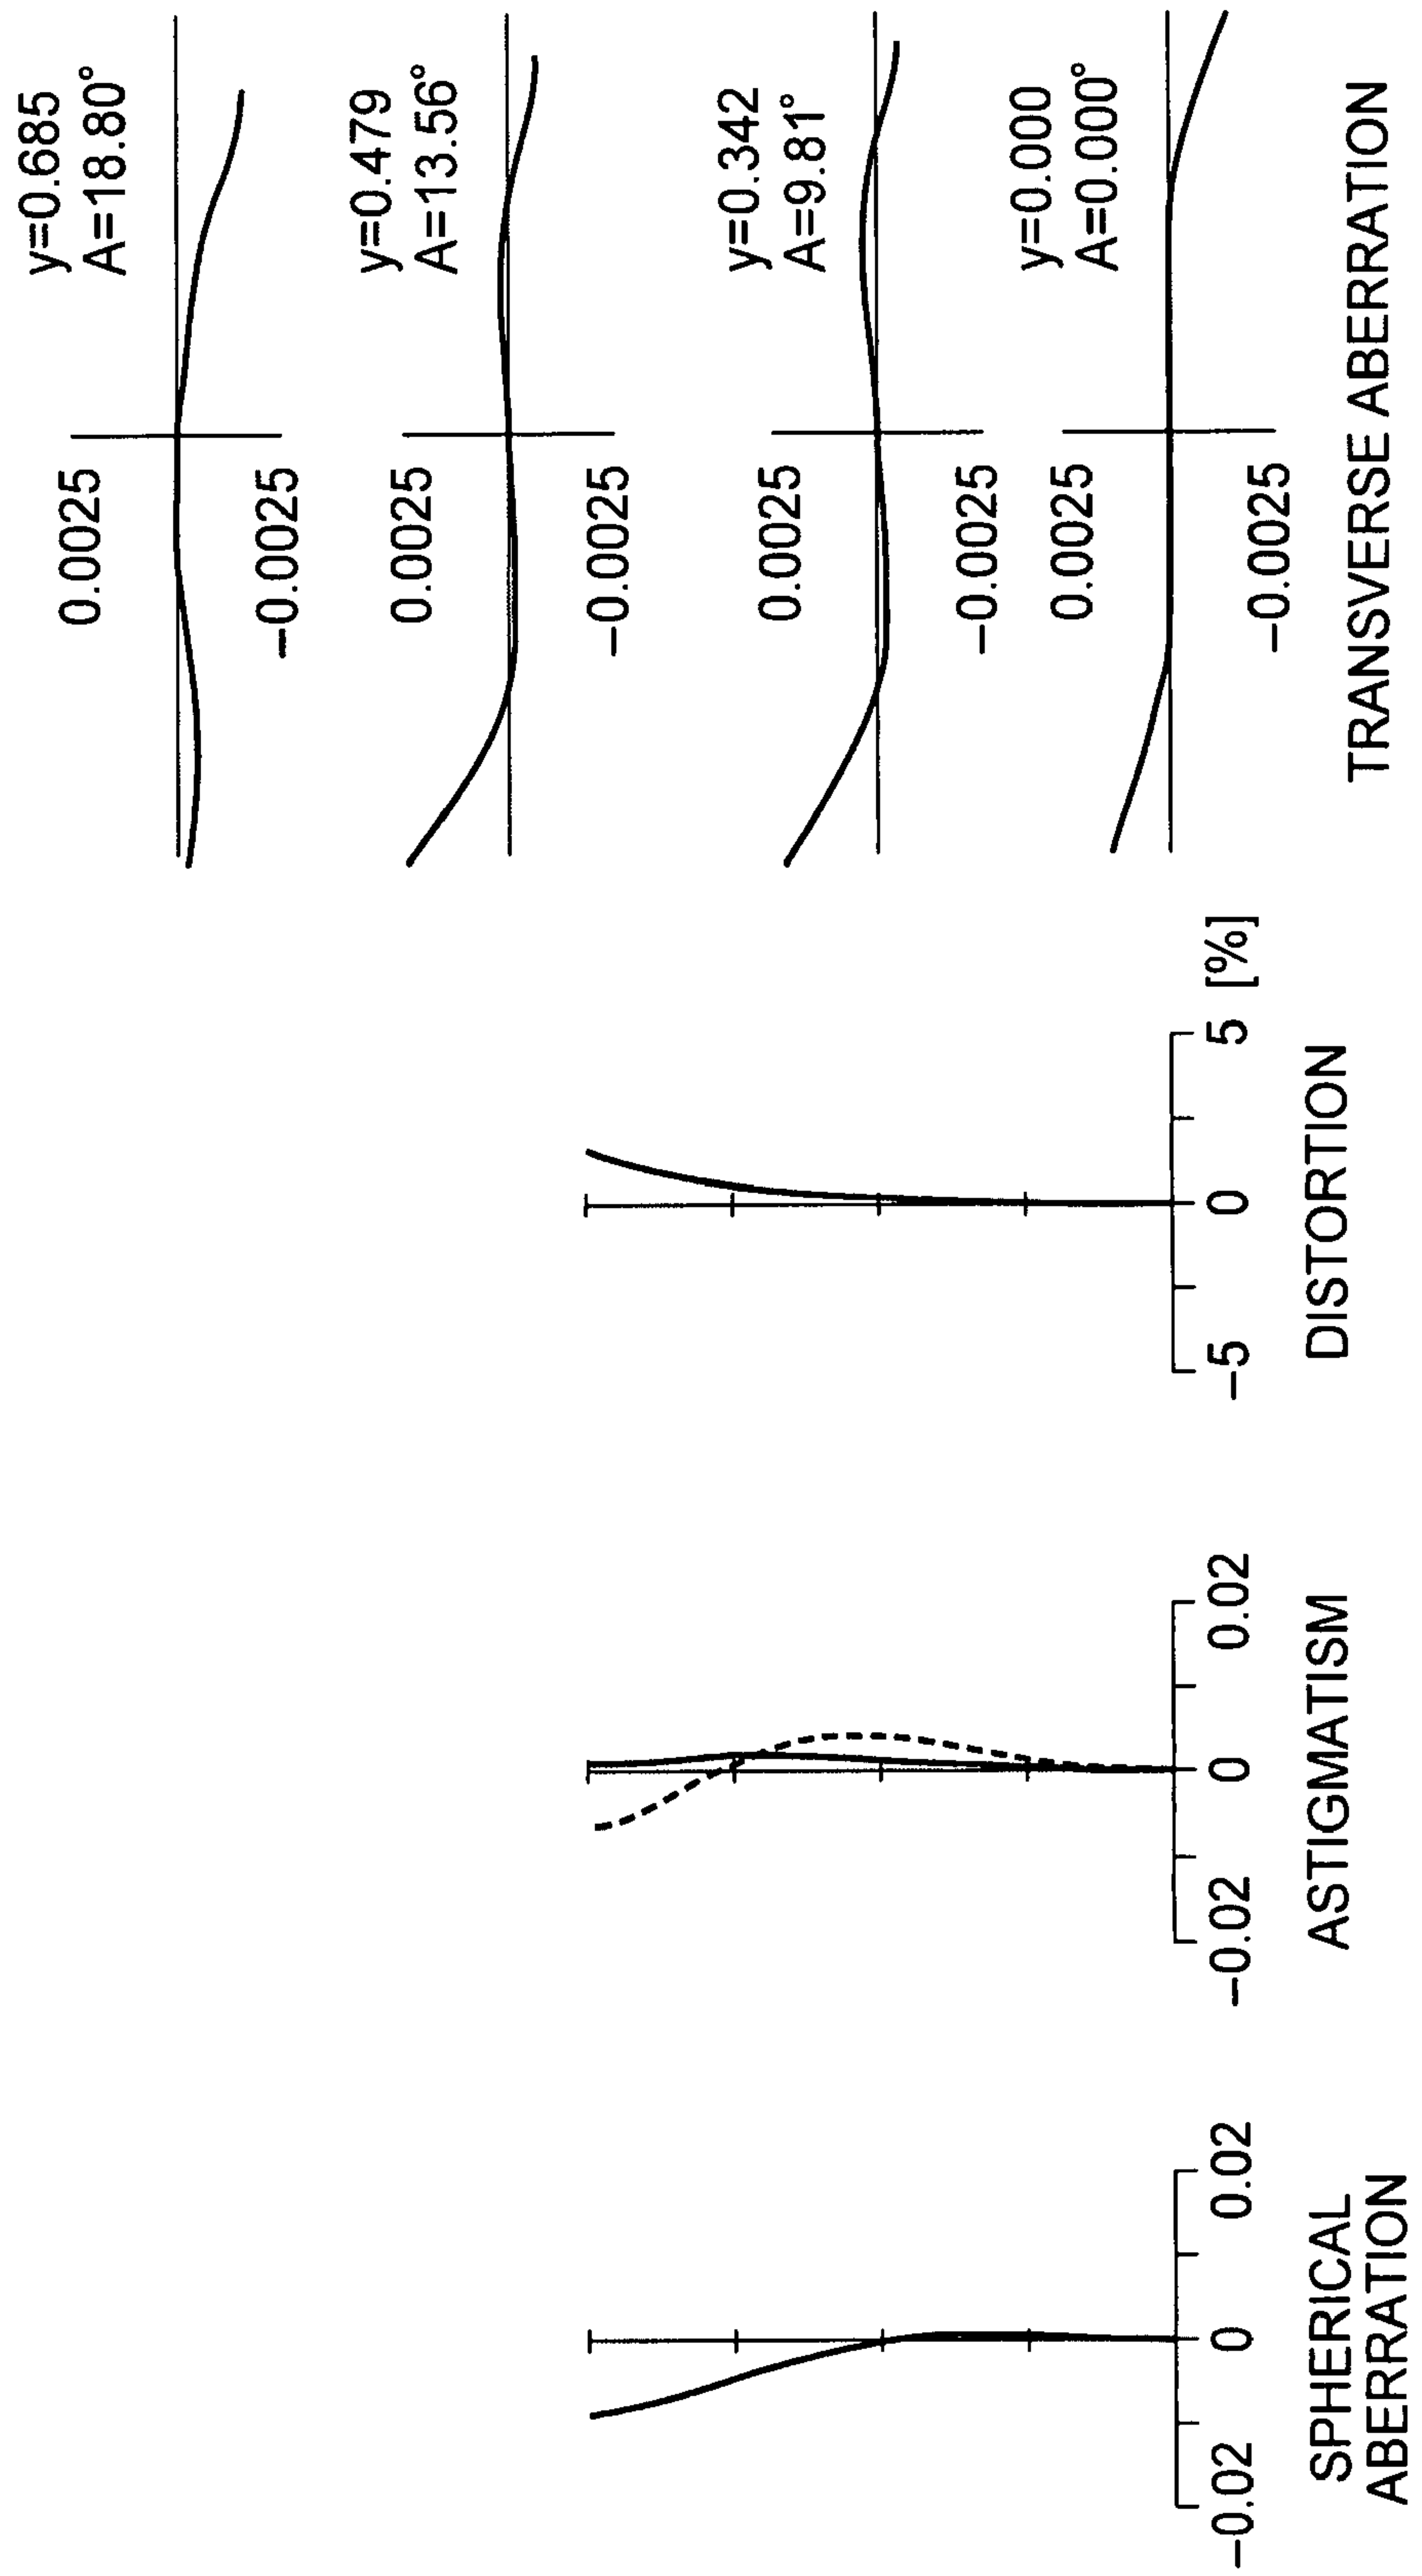 −0.02
0
0.02
SPHERICAL
ABERRATION
−0.02
0
0.02
ASTIGMATISM
−5
0
5
[%]
DISTORTION
y=0.685
A=18.80°
0.0025
−0.0025
y=0.479
A=13.56°
0.0025
−0.0025
y=0.342
A=9.81°
0.0025
−0.0025
y=0.000
A=0.000°
0.0025
−0.0025
TRANSVERSE ABERRATION